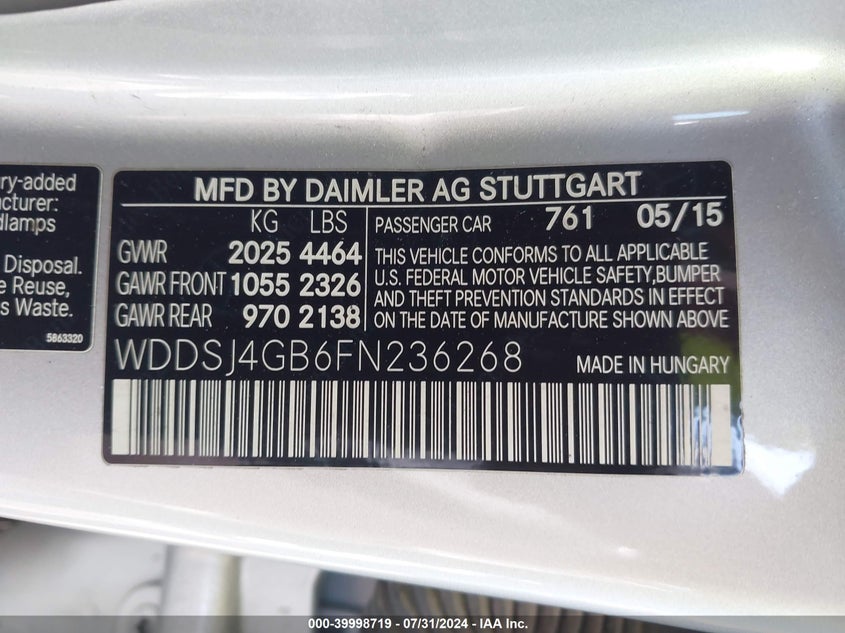 ry-added
facturer:
dlamps
Disposal.
e Reuse,
s Waste.
5863320
MFD BY DAIMLER AG STUTTGART
KG LBS
GVWR 2025 4464
GAWR FRONT 1055 2326
GAWR REAR 970 2138
PASSENGER CAR 761 05/15
THIS VEHICLE CONFORMS TO ALL APPLICABLE
U.S. FEDERAL MOTOR VEHICLE SAFETY,BUMPER
AND THEFT PREVENTION STANDARDS IN EFFECT
ON THE DATE OF MANUFACTURE SHOWN ABOVE
WDDSJ4GB6FN236268 MADE IN HUNGARY
000-39998719 - 07/31/2024 - IAA Inc.